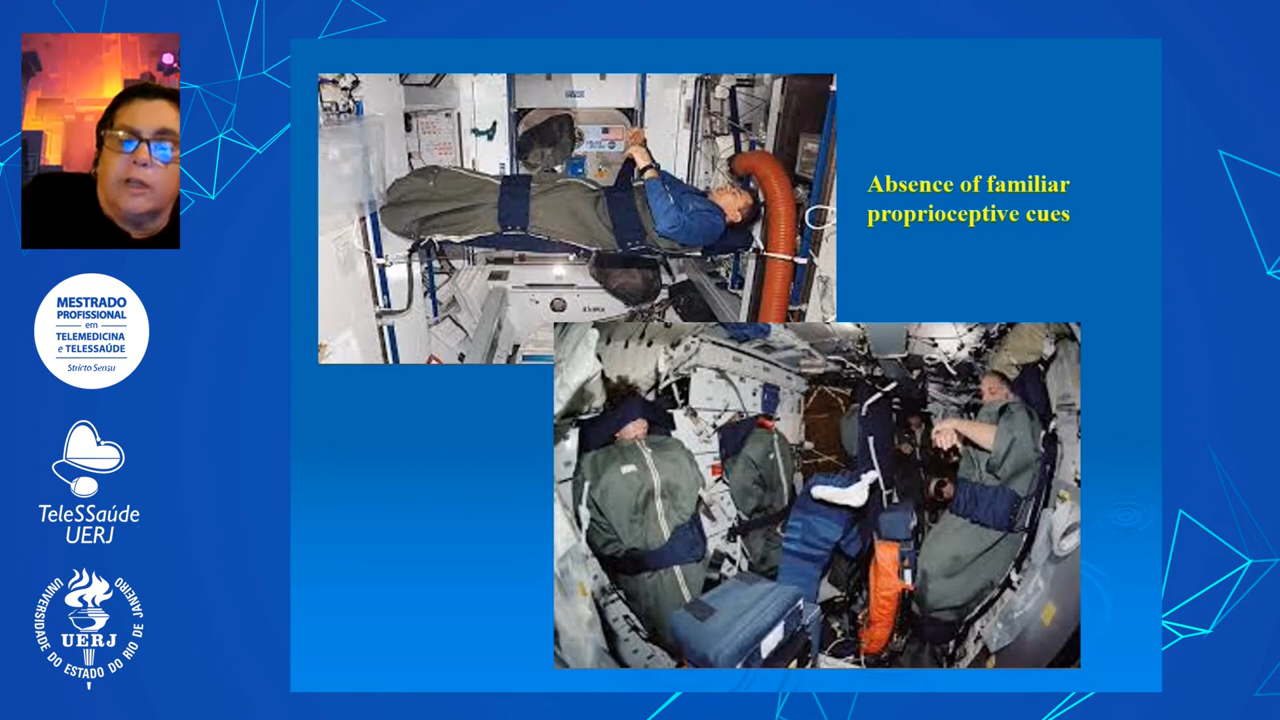 Absence of familiar
proprioceptive cues
MESTRADO
PROFISSIONAL
em
TELEMEDICINA
e TELESSAÚDE
Stricto Sensu
TeleSSaúde
UERJ
UERJ
UNIVERSIDADE DO ESTADO DO RIO DE JANEIRO